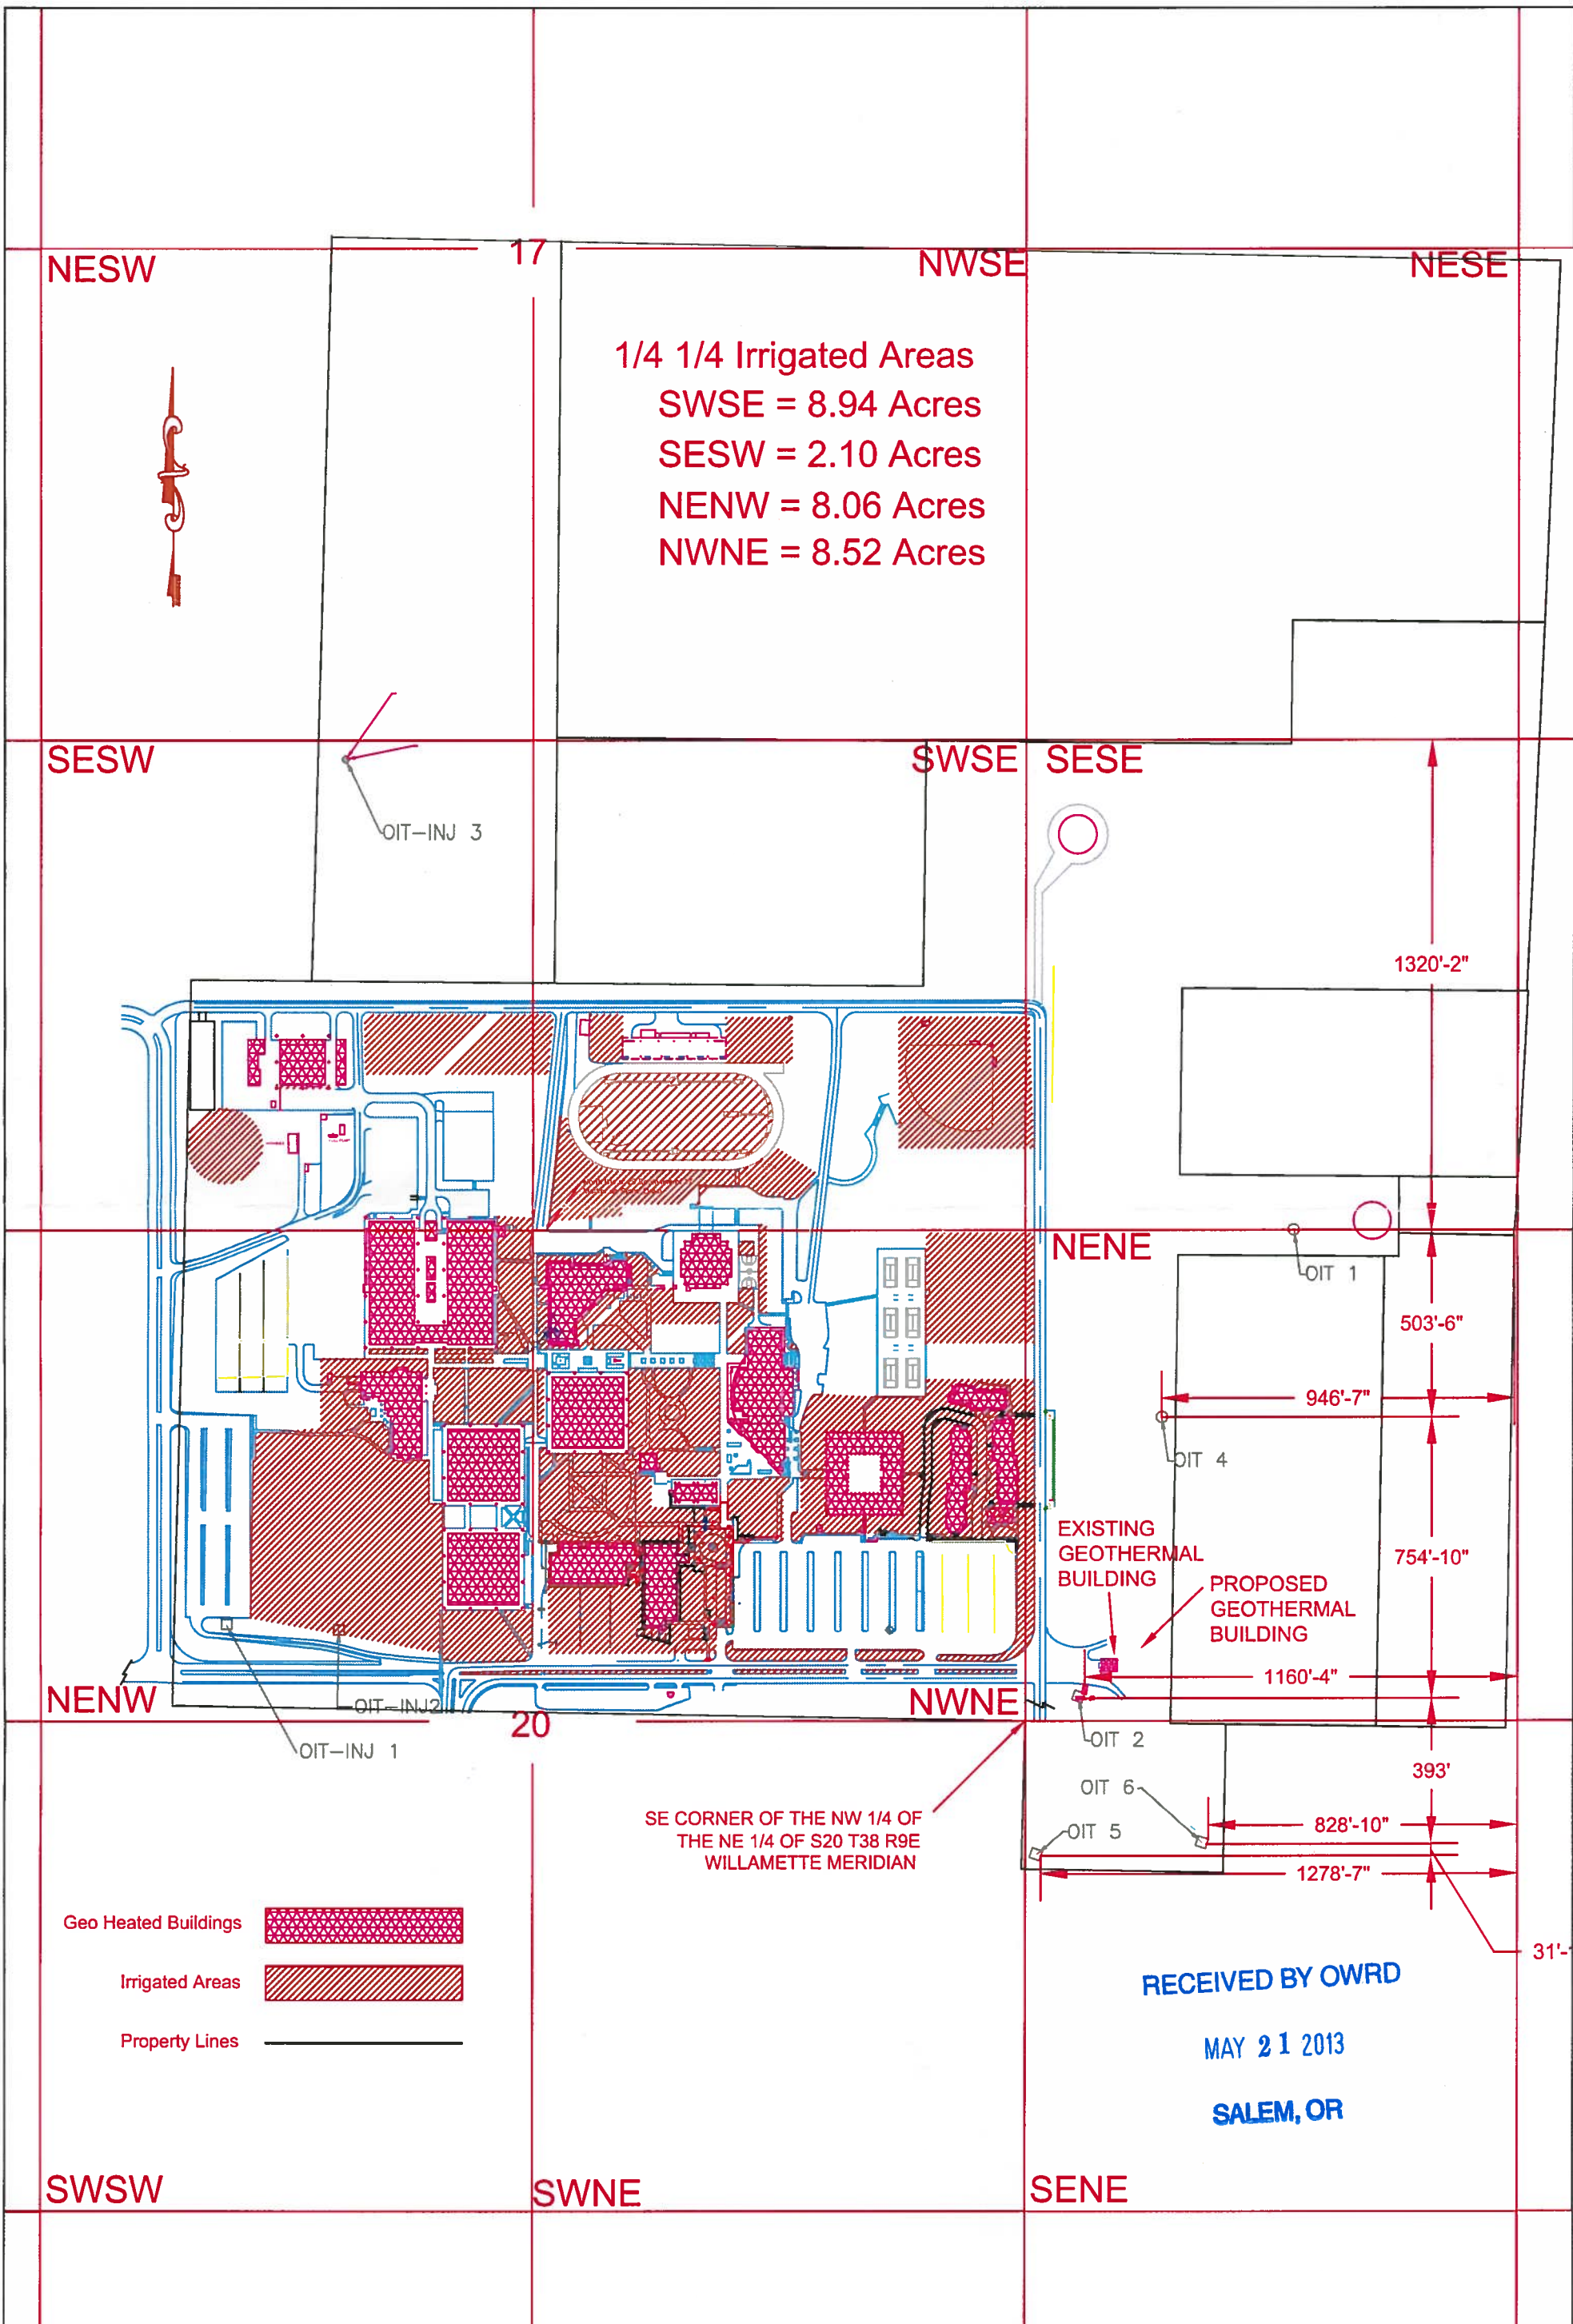 17
NESW
NWSE
NESE
1/4 1/4 Irrigated Areas
SWSE = 8.94 Acres
SESW = 2.10 Acres
NENW = 8.06 Acres
NWNE = 8.52 Acres
SESW
SWSE
SESE
OIT-INJ 3
1320'-2"
NENE
OIT 1
503'-6"
946'-7"
OIT 4
EXISTING
GEOTHERMAL
BUILDING
754'-10"
PROPOSED
GEOTHERMAL
BUILDING
1160'-4"
NENW
OIT-INJ2
NWNE
20
OIT-INJ 1
OIT 2
393'
OIT 6
SE CORNER OF THE NW 1/4 OF
THE NE 1/4 OF S20 T38 R9E
WILLAMETTE MERIDIAN
828'-10"
OIT 5
1278'-7"
Geo Heated Buildings
31'-
Irrigated Areas
RECEIVED BY OWRD
Property Lines
MAY 21 2013
SALEM, OR
SWSW
SWNE
SENE